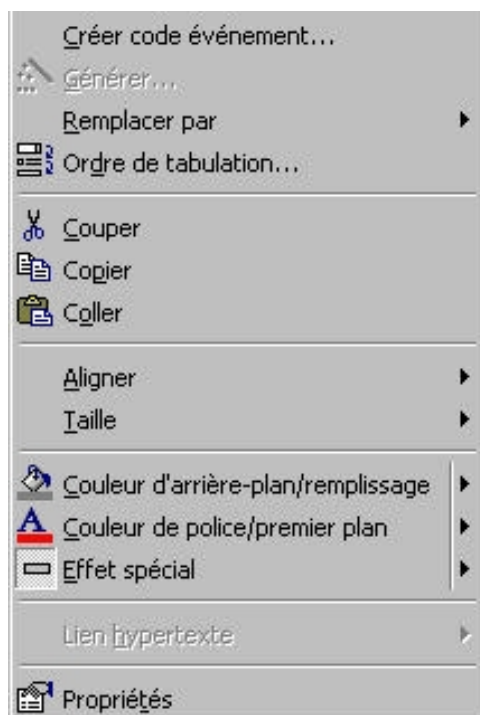 Créer code événement...
Générer...
Remplacer par
Ordre de tabulation...
Couper
Copier
Coller
Aligner
Taille
Couleur d'arrière-plan/remplissage
Couleur de police/premier plan
Effet spécial
Lien hypertexte
Propriétés